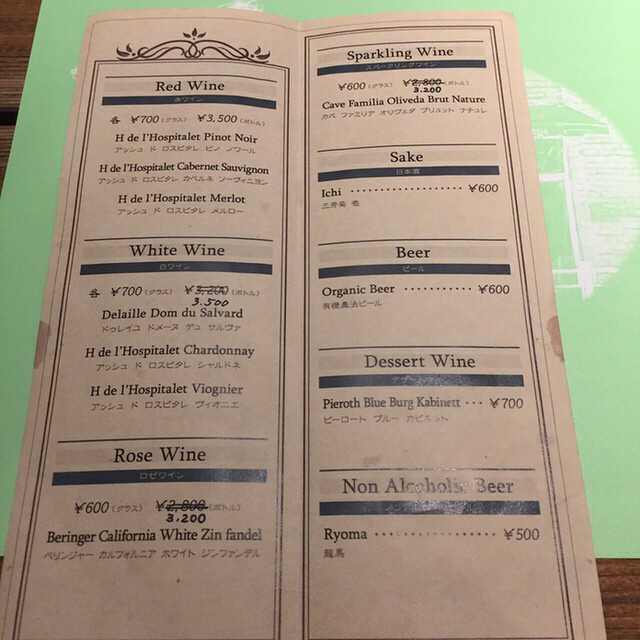 Red Wine
赤ワイン
各 ¥700(グラス) ¥3,500(ボトル)
H de l'Hospitalet Pinot Noir
アッシュ ド ロスピタレ ピノ ノワール
H de l'Hospitalet Cabernet Sauvignon
アッシュ ド ロスピタレ カベルネ ソーヴィニヨン
H de l'Hospitalet Merlot
アッシュ ド ロスピタレ メルロー
White Wine
白ワイン
各 ¥700(グラス) ¥3,200(ボトル)
3.500
Delaille Dom du Salvard
ドゥレイユ ドメーヌ デュ サルヴァ
H de l'Hospitalet Chardonnay
アッシュ ド ロスピタレ シャルドネ
H de l'Hospitalet Viognier
アッシュ ド ロスピタレ ヴィオニエ
Rose Wine
ロゼワイン
¥600(グラス) ¥2,800(ボトル)
3.200
Beringer California White Zin fandel
ベリンジャー カルフォルニア ホワイト ジンファンデル
Sparkling Wine
スパークリングワイン
¥600(グラス) ¥2,800(ボトル)
3.200
Cave Familia Oliveda Brut Nature
カバ ファミリア オリヴェダ ブリュット ナチュレ
Sake
日本酒
Ichi ¥600
三芳菊 壱
Beer
ビール
Organic Beer ¥600
有機農法ビール
Dessert Wine
Pieroth Blue Burg Kabinett ¥700
ピーロート ブルー カビネット
Non Alcoholic Beer
Ryoma ¥500
龍馬